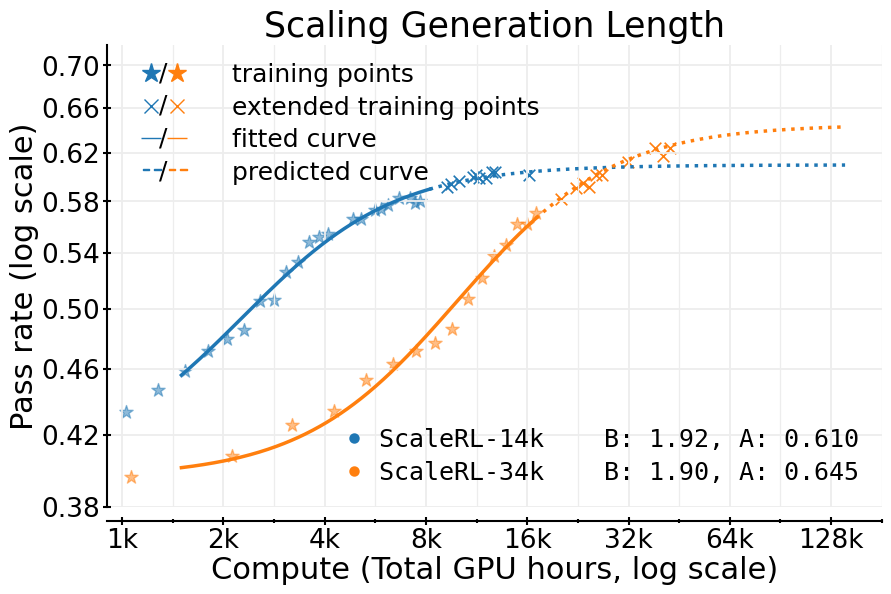 Scaling Generation Length
Pass rate (log scale)
0.70
0.66
0.62
0.58
0.54
0.50
0.46
0.42
0.38
/ training points
/ extended training points
/ fitted curve
/ predicted curve
ScaleRL-14k B: 1.92, A: 0.610
ScaleRL-34k B: 1.90, A: 0.645
1k 2k 4k 8k 16k 32k 64k 128k
Compute (Total GPU hours, log scale)